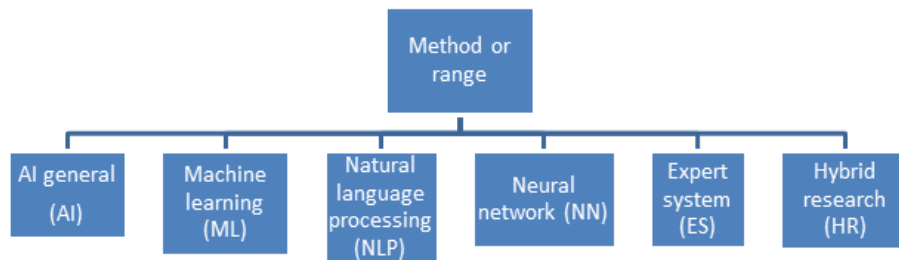 Method or
range
AI general
(AI)
Machine
learning
(ML)
Natural
language
processing
(NLP)
Neural
network (NN)
Expert
system
(ES)
Hybrid
research
(HR)